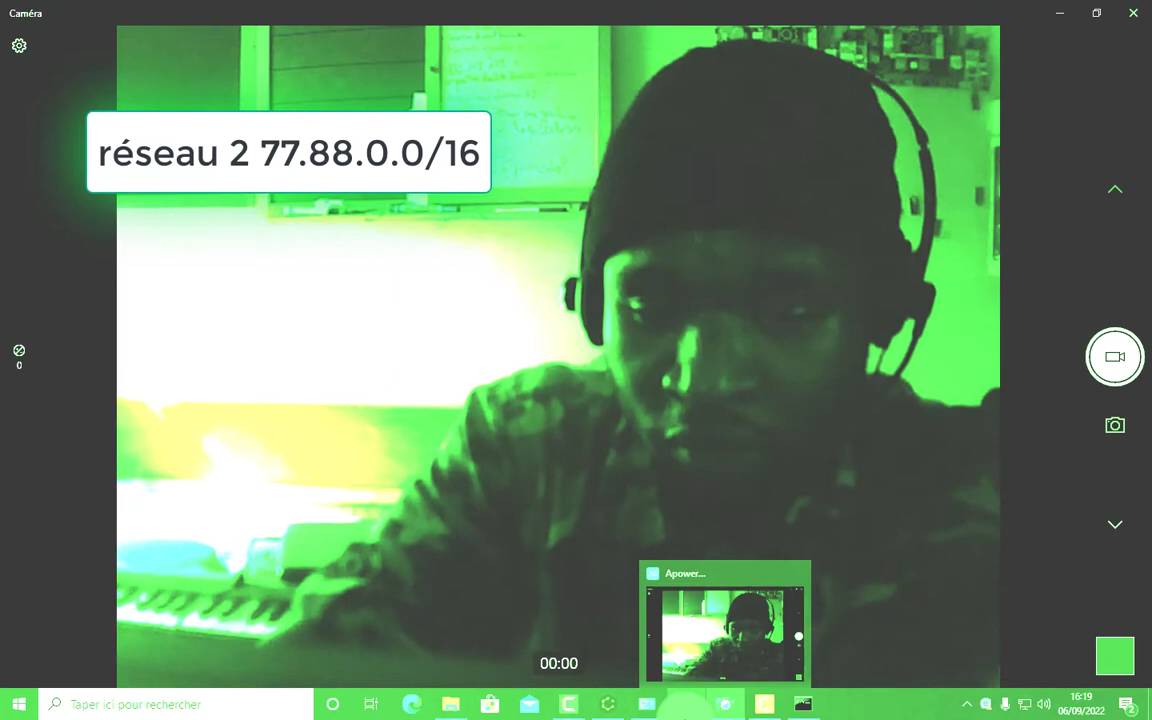 Caméra
réseau 2 77.88.0.0/16
0
Apower...
00:00
Taper ici pour rechercher
16:19
06/09/2022
2